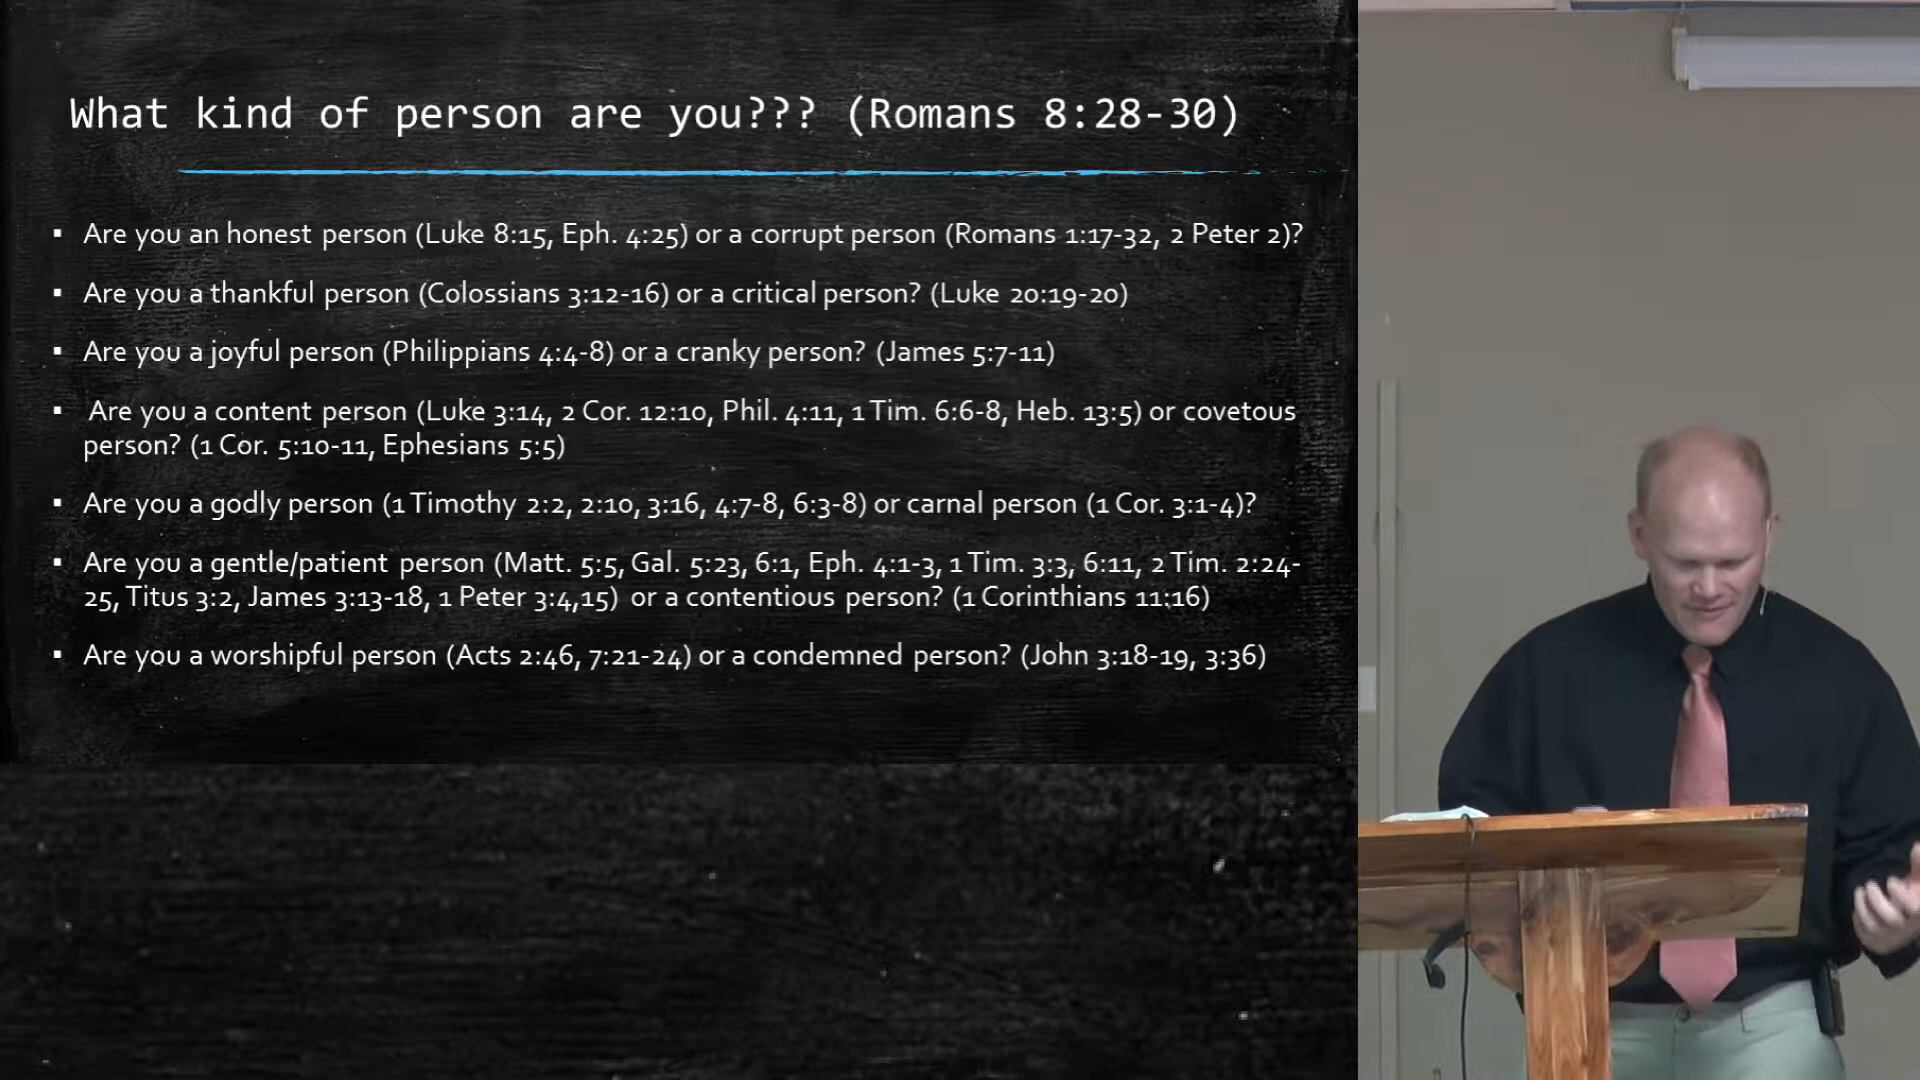 What kind of person are you??? (Romans 8:28-30)
▪ Are you an honest person (Luke 8:15, Eph. 4:25) or a corrupt person (Romans 1:17-32, 2 Peter 2)?
▪ Are you a thankful person (Colossians 3:12-16) or a critical person? (Luke 20:19-20)
▪ Are you a joyful person (Philippians 4:4-8) or a cranky person? (James 5:7-11)
▪ Are you a content person (Luke 3:14, 2 Cor. 12:10, Phil. 4:11, 1 Tim. 6:6-8, Heb. 13:5) or covetous
person? (1 Cor. 5:10-11, Ephesians 5:5)
▪ Are you a godly person (1 Timothy 2:2, 2:10, 3:16, 4:7-8, 6:3-8) or carnal person (1 Cor. 3:1-4)?
▪ Are you a gentle/patient person (Matt. 5:5, Gal. 5:23, 6:1, Eph. 4:1-3, 1 Tim. 3:3, 6:11, 2 Tim. 2:24-
25, Titus 3:2, James 3:13-18, 1 Peter 3:4,15) or a contentious person? (1 Corinthians 11:16)
▪ Are you a worshipful person (Acts 2:46, 7:21-24) or a condemned person? (John 3:18-19, 3:36)